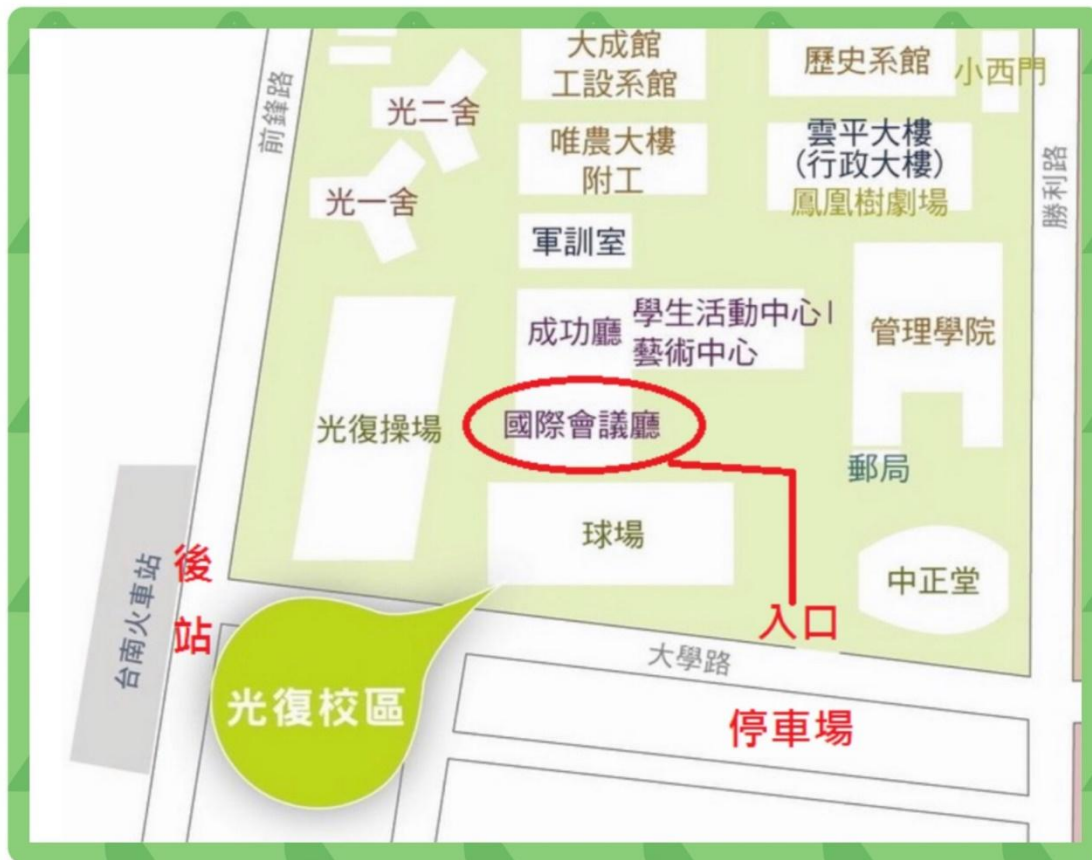 大成館
工設系館
歷史系館
小西門
前鋒路
光二舍
唯農大樓
附工
雲平大樓
(行政大樓)
鳳凰樹劇場
勝利路
光一舍
軍訓室
成功廳
學生活動中心I
藝術中心
管理學院
光復操場
國際會議廳
郵局
球場
中正堂
台南火車站
後站
入口
大學路
光復校區
停車場